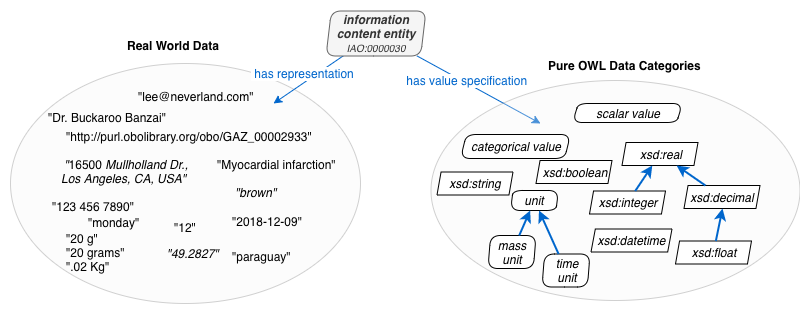 information
content entity
IAO:0000030
Real World Data
has representation
has value specification
Pure OWL Data Categories
"lee@neverland.com"
"Dr. Buckaroo Banzai"
"http://purl.obolibrary.org/obo/GAZ_00002933"
"16500 Mullholland Dr.,
Los Angeles, CA, USA"
"Myocardial infarction"
"brown"
"123 456 7890"
"monday"
"12"
"2018-12-09"
"20 g"
"20 grams"
".02 Kg"
"49.2827"
"paraguay"
scalar value
categorical value
xsd:real
xsd:boolean
xsd:string
unit
xsd:integer
xsd:decimal
xsd:datetime
mass
unit
time
unit
xsd:float